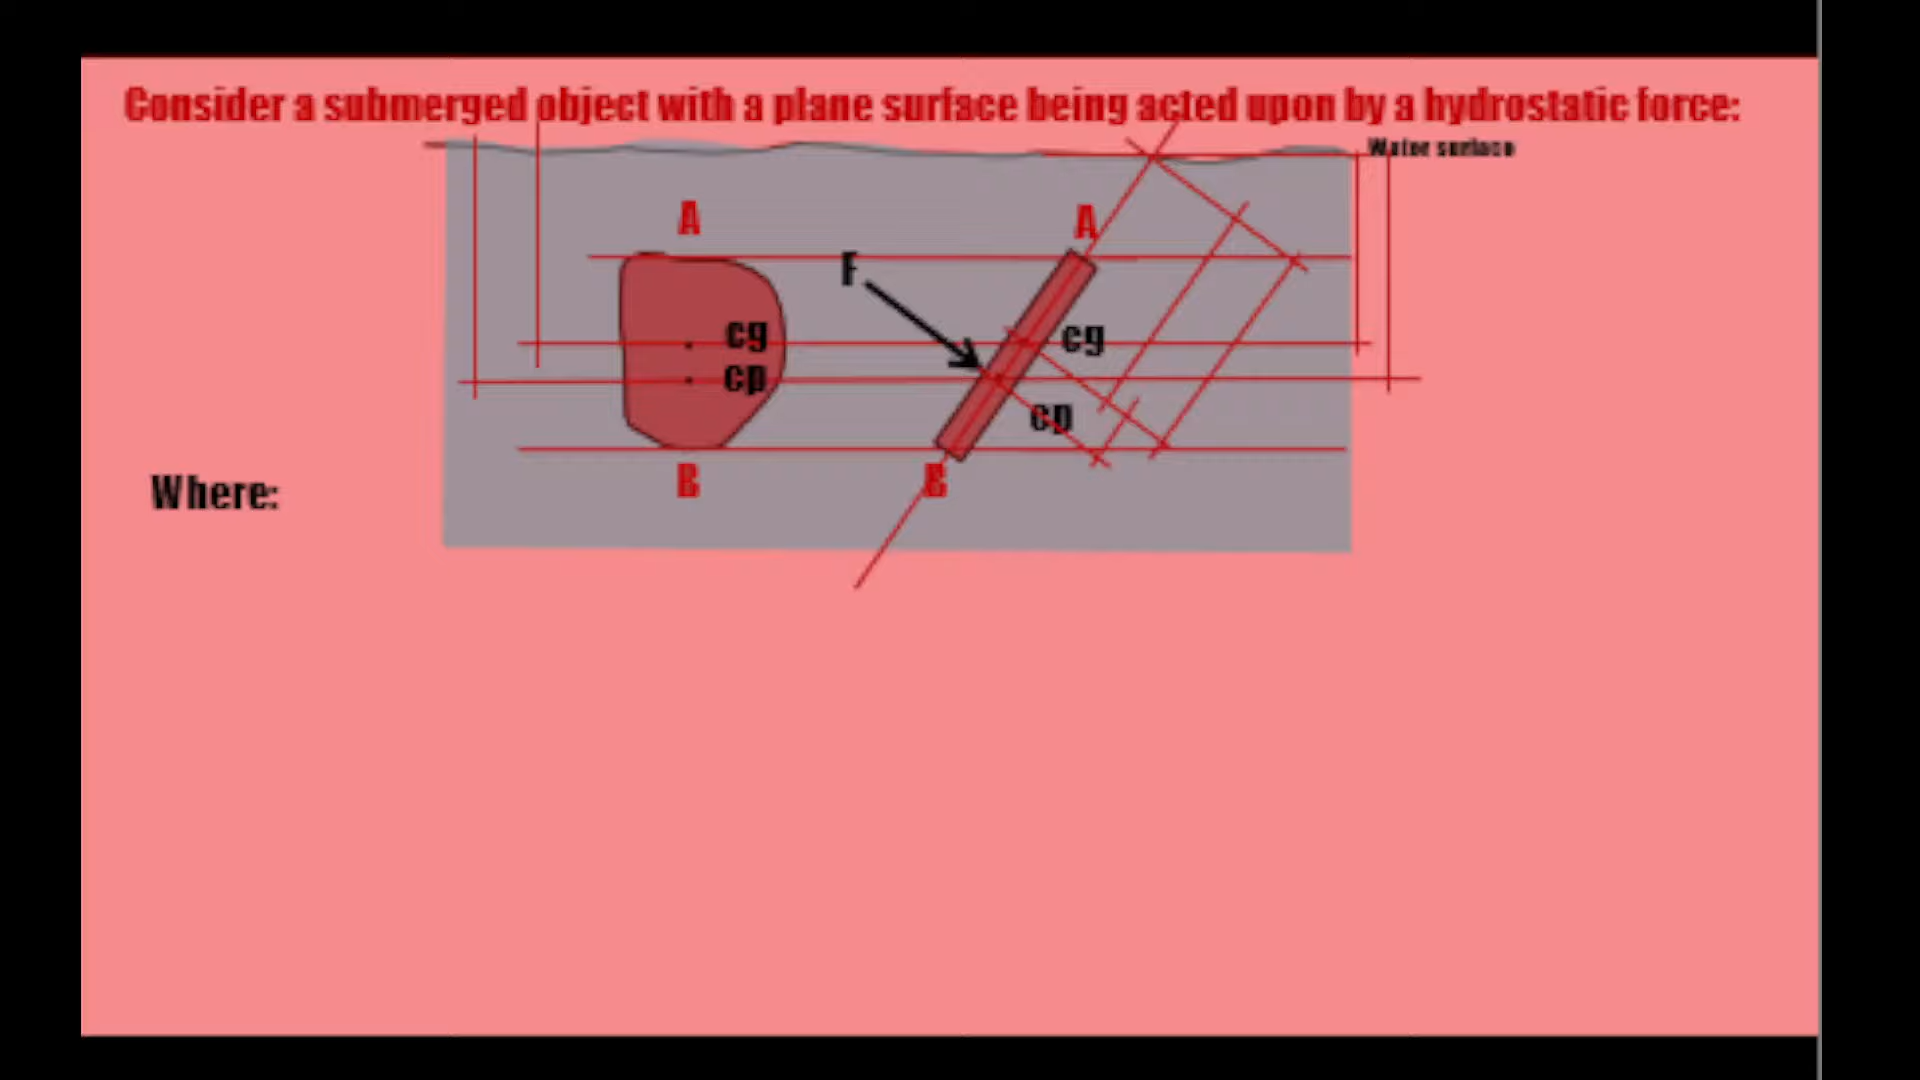 Consider a submerged object with a plane surface being acted upon by a hydrostatic force:
Water surface
A
A
F
cg
cg
cp
cp
B
B
Where: